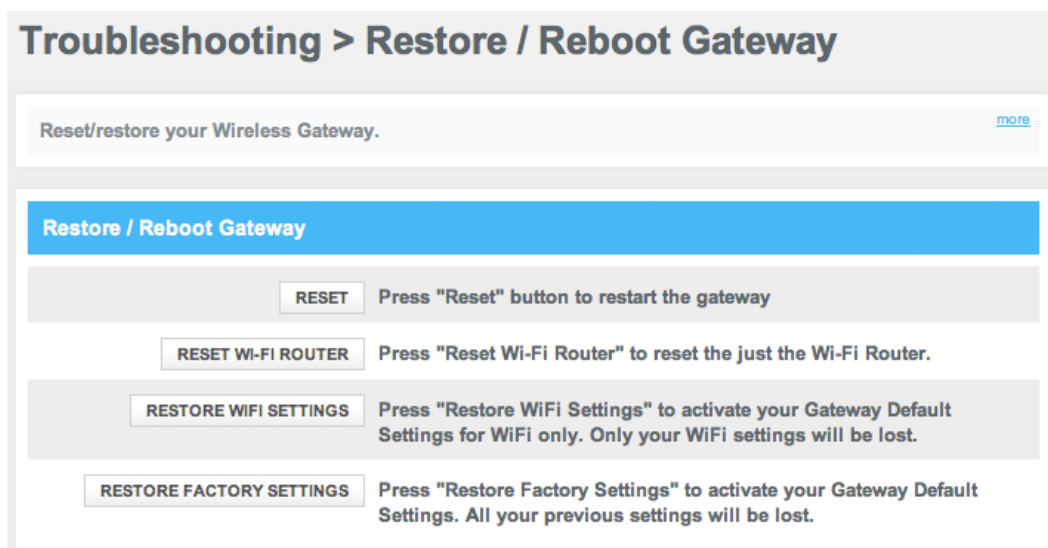 Troubleshooting > Restore / Reboot Gateway
Reset/restore your Wireless Gateway.
more
Restore / Reboot Gateway
RESET
Press "Reset" button to restart the gateway
RESET WI-FI ROUTER
Press "Reset Wi-Fi Router" to reset the just the Wi-Fi Router.
RESTORE WIFI SETTINGS
Press "Restore WiFi Settings" to activate your Gateway Default
Settings for WiFi only. Only your WiFi settings will be lost.
RESTORE FACTORY SETTINGS
Press "Restore Factory Settings" to activate your Gateway Default
Settings. All your previous settings will be lost.